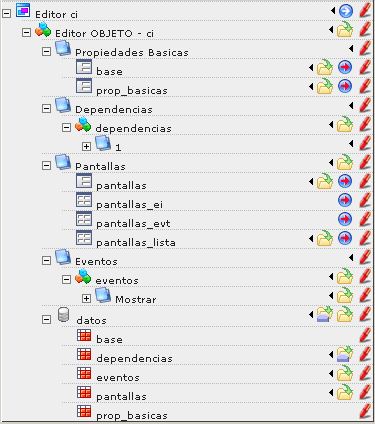 Editor ci
Editor OBJETO - ci
Propiedades Basicas
base
prop_basicas
Dependencias
dependencias
1
Pantallas
pantallas
pantallas_ei
pantallas_evt
pantallas_lista
Eventos
eventos
Mostrar
datos
base
dependencias
eventos
pantallas
prop_basicas